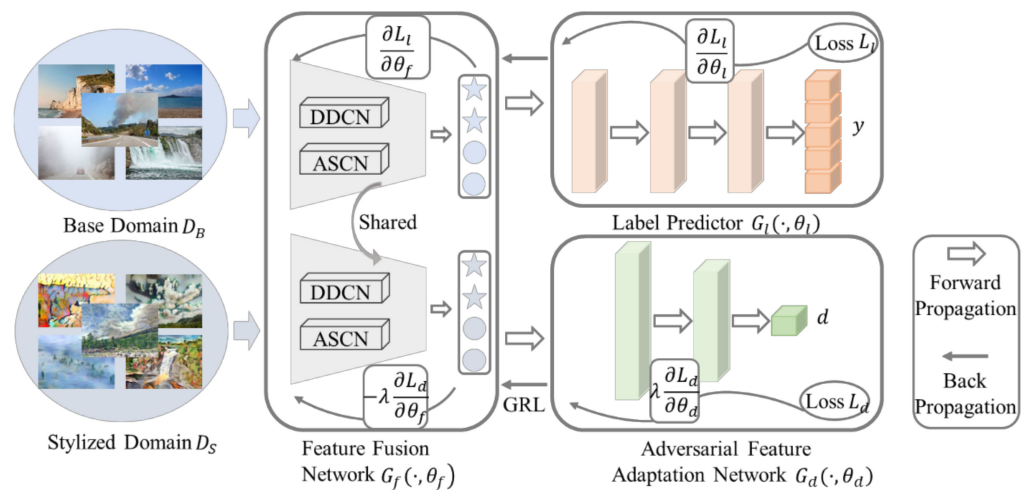 Base Domain D_B
Stylized Domain D_S
∂L_l
∂θ_f
DDCN
ASCN
Shared
DDCN
ASCN
−λ ∂L_d
∂θ_f
Feature Fusion
Network G_f(·,θ_f)
GRL
∂L_l
∂θ_l
Loss L_l
y
Label Predictor G_l(·,θ_l)
d
λ ∂L_d
∂θ_d
Loss L_d
Adversarial Feature
Adaptation Network G_d(·,θ_d)
Forward
Propagation
Back
Propagation